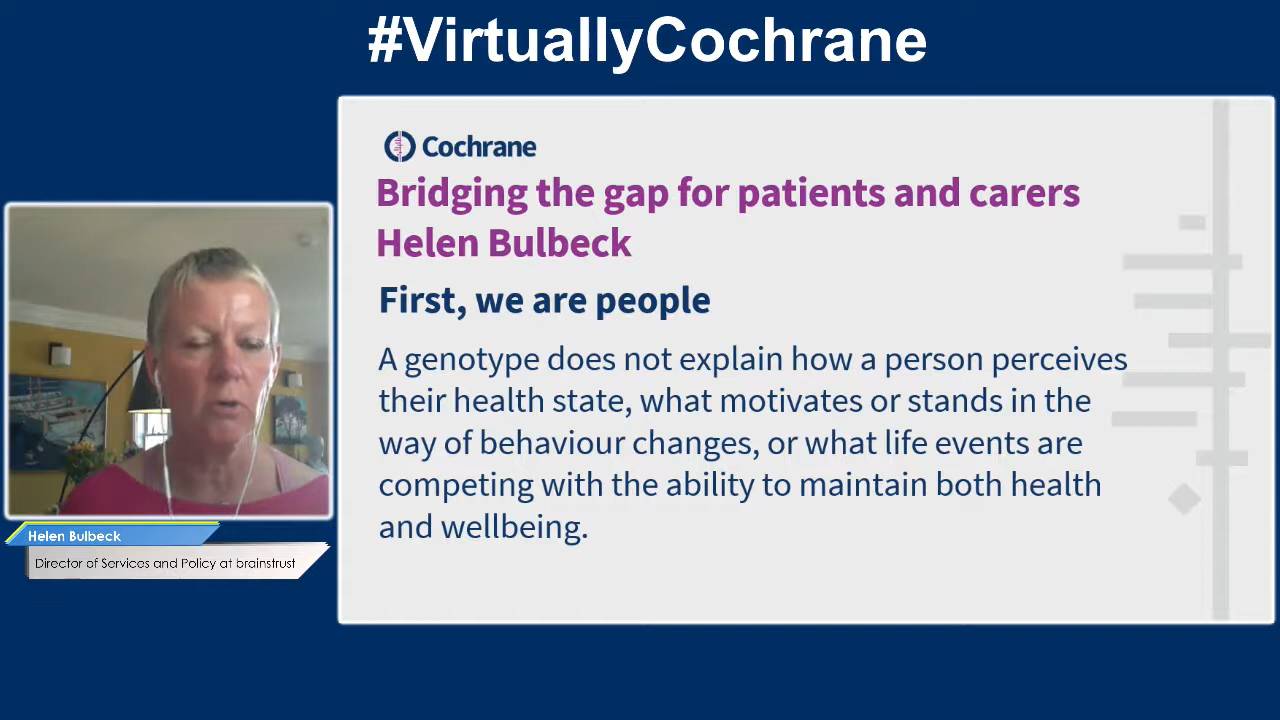 #VirtuallyCochrane
Cochrane
Bridging the gap for patients and carers
Helen Bulbeck
First, we are people
A genotype does not explain how a person perceives
their health state, what motivates or stands in the
way of behaviour changes, or what life events are
competing with the ability to maintain both health
and wellbeing.
Helen Bulbeck
Director of Services and Policy at brainstrust